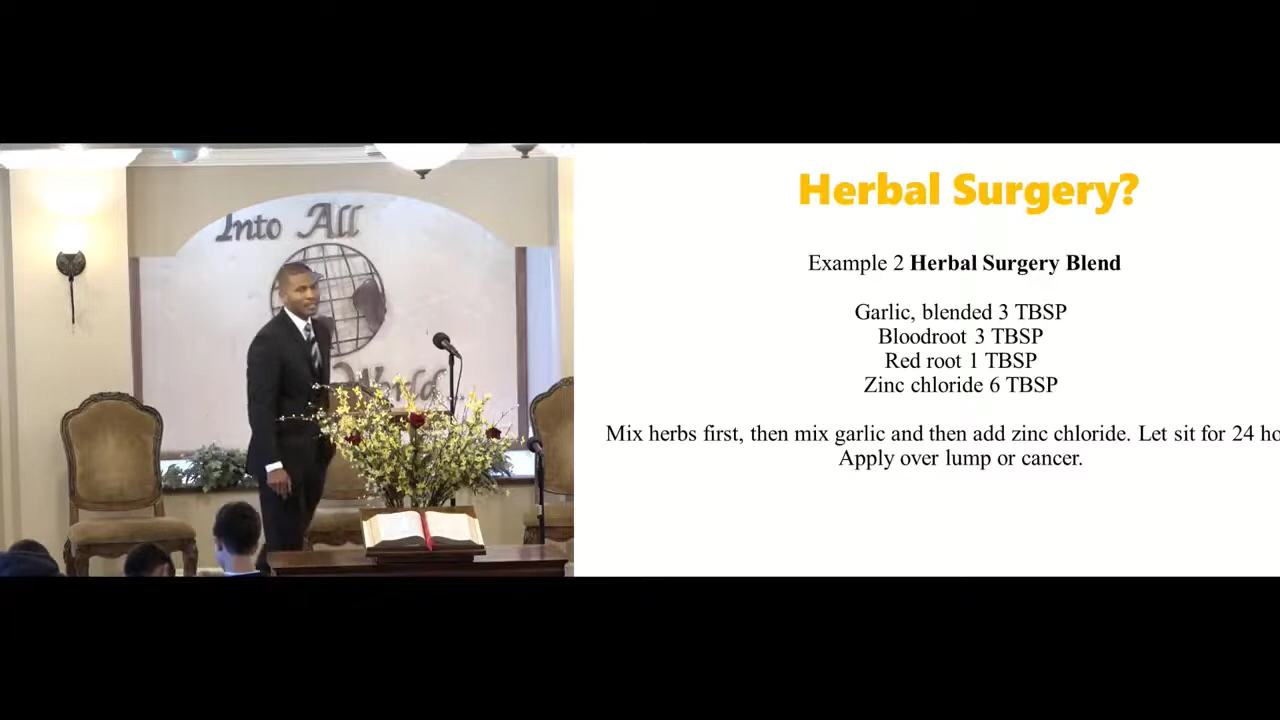 Into All
World
Herbal Surgery?
Example 2 Herbal Surgery Blend
Garlic, blended 3 TBSP
Bloodroot 3 TBSP
Red root 1 TBSP
Zinc chloride 6 TBSP
Mix herbs first, then mix garlic and then add zinc chloride. Let sit for 24
Apply over lump or cancer.